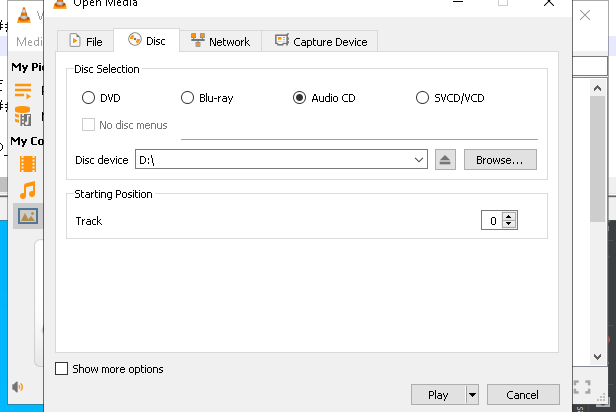 Open Media
Medi
File
Disc
Network
Capture Device
My Pi
Disc Selection
DVD
Blu-ray
Audio CD
SVCD/VCD
No disc menus
My Co
Disc device
D:\
Browse...
Starting Position
Track
0
Show more options
Play
Cancel